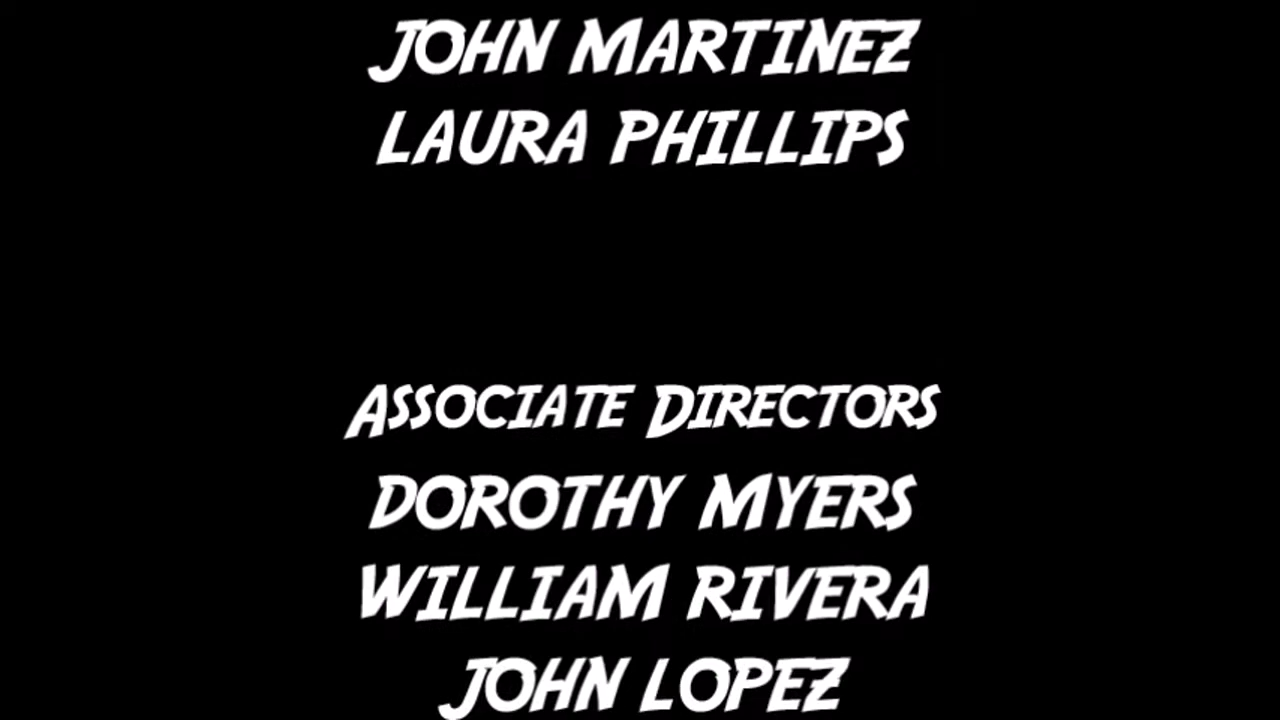 JOHN MARTINEZ
LAURA PHILLIPS
ASSOCIATE DIRECTORS
DOROTHY MYERS
WILLIAM RIVERA
JOHN LOPEZ